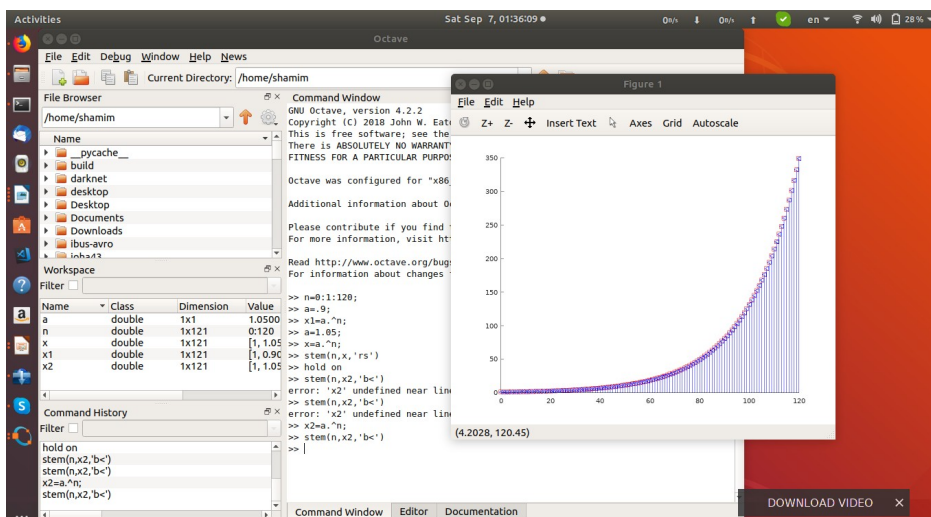 Activities
Sat Sep 7, 01:36:09
0B/s
0B/s
en
28 %
Octave
File Edit Debug Window Help News
Current Directory: /home/shamim
File Browser
/home/shamim
Name
__pycache__
build
darknet
desktop
Desktop
Documents
Downloads
ibus-avro
joba43
Workspace
Filter
Name Class Dimension Value
a double 1x1 1.0500
n double 1x121 0:120
x double 1x121 [1, 1.05
x1 double 1x121 [1, 0.90
x2 double 1x121 [1, 1.05
Command History
Filter
hold on
stem(n,x2,'b<')
stem(n,x2,'b<')
x2=a.^n;
stem(n,x2,'b<')
Command Window
GNU Octave, version 4.2.2
Copyright (C) 2018 John W. Eat
This is free software; see the
There is ABSOLUTELY NO WARRANT
FITNESS FOR A PARTICULAR PURPO
Octave was configured for "x86
Additional information about O
Please contribute if you find
For more information, visit ht
Read http://www.octave.org/bug
For information about changes
>> n=0:1:120;
>> a=.9;
>> x1=a.^n;
>> a=1.05;
>> x=a.^n;
>> stem(n,x,'rs')
>> hold on
>> stem(n,x2,'b<')
error: 'x2' undefined near lin
>> stem(n,x2,'b<')
error: 'x2' undefined near lin
>> x2=a.^n;
>> stem(n,x2,'b<')
>>
Command Window Editor Documentation
Figure 1
File Edit Help
Z+ Z- Insert Text Axes Grid Autoscale
350
300
250
200
150
100
50
0
0 20 40 60 80 100 120
(4.2028, 120.45)
DOWNLOAD VIDEO ×